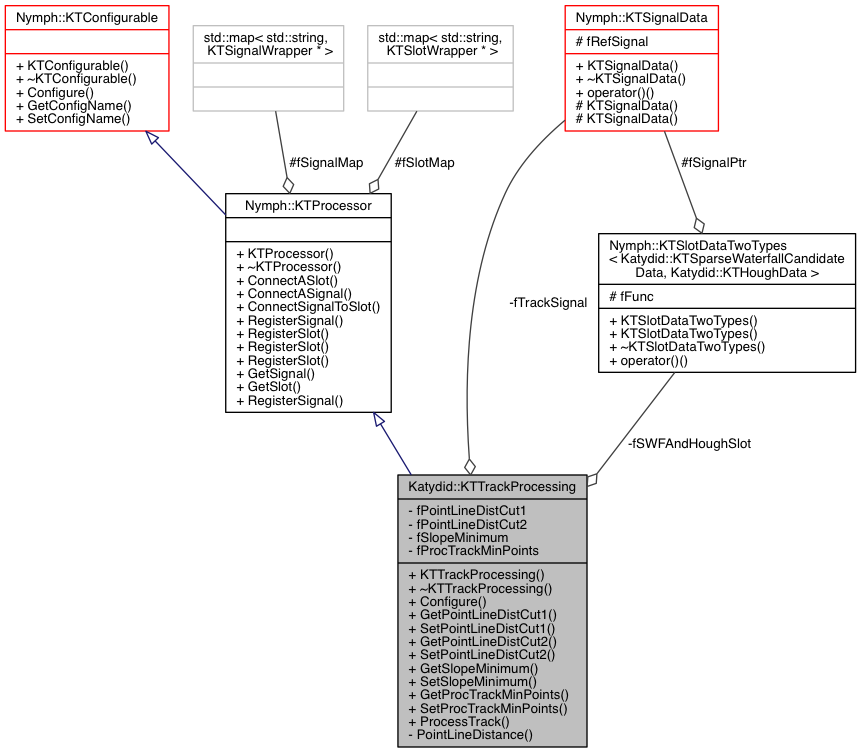 Nymph::KTConfigurable
+ KTConfigurable()
+ ~KTConfigurable()
+ Configure()
+ GetConfigName()
+ SetConfigName()
std::map< std::string,
KTSignalWrapper * >
std::map< std::string,
KTSlotWrapper * >
Nymph::KTSignalData
# fRefSignal
+ KTSignalData()
+ ~KTSignalData()
+ operator()()
# KTSignalData()
# KTSignalData()
#fSignalMap
#fSlotMap
#fSignalPtr
Nymph::KTProcessor
+ KTProcessor()
+ ~KTProcessor()
+ ConnectASlot()
+ ConnectASignal()
+ ConnectSignalToSlot()
+ RegisterSignal()
+ RegisterSlot()
+ RegisterSlot()
+ RegisterSlot()
+ GetSignal()
+ GetSlot()
+ RegisterSignal()
-fTrackSignal
Nymph::KTSlotDataTwoTypes
< Katydid::KTSparseWaterfallCandidate
Data, Katydid::KTHoughData >
# fFunc
+ KTSlotDataTwoTypes()
+ KTSlotDataTwoTypes()
+ ~KTSlotDataTwoTypes()
+ operator()()
-fSWFAndHoughSlot
Katydid::KTTrackProcessing
- fPointLineDistCut1
- fPointLineDistCut2
- fSlopeMinimum
- fProcTrackMinPoints
+ KTTrackProcessing()
+ ~KTTrackProcessing()
+ Configure()
+ GetPointLineDistCut1()
+ SetPointLineDistCut1()
+ GetPointLineDistCut2()
+ SetPointLineDistCut2()
+ GetSlopeMinimum()
+ SetSlopeMinimum()
+ GetProcTrackMinPoints()
+ SetProcTrackMinPoints()
+ ProcessTrack()
- PointLineDistance()